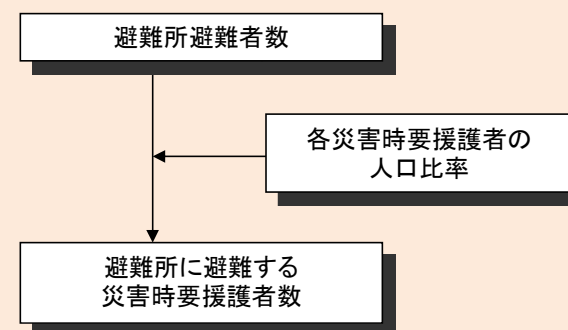 避難所避難者数
各災害時要援護者の
人口比率
避難所に避難する
災害時要援護者数